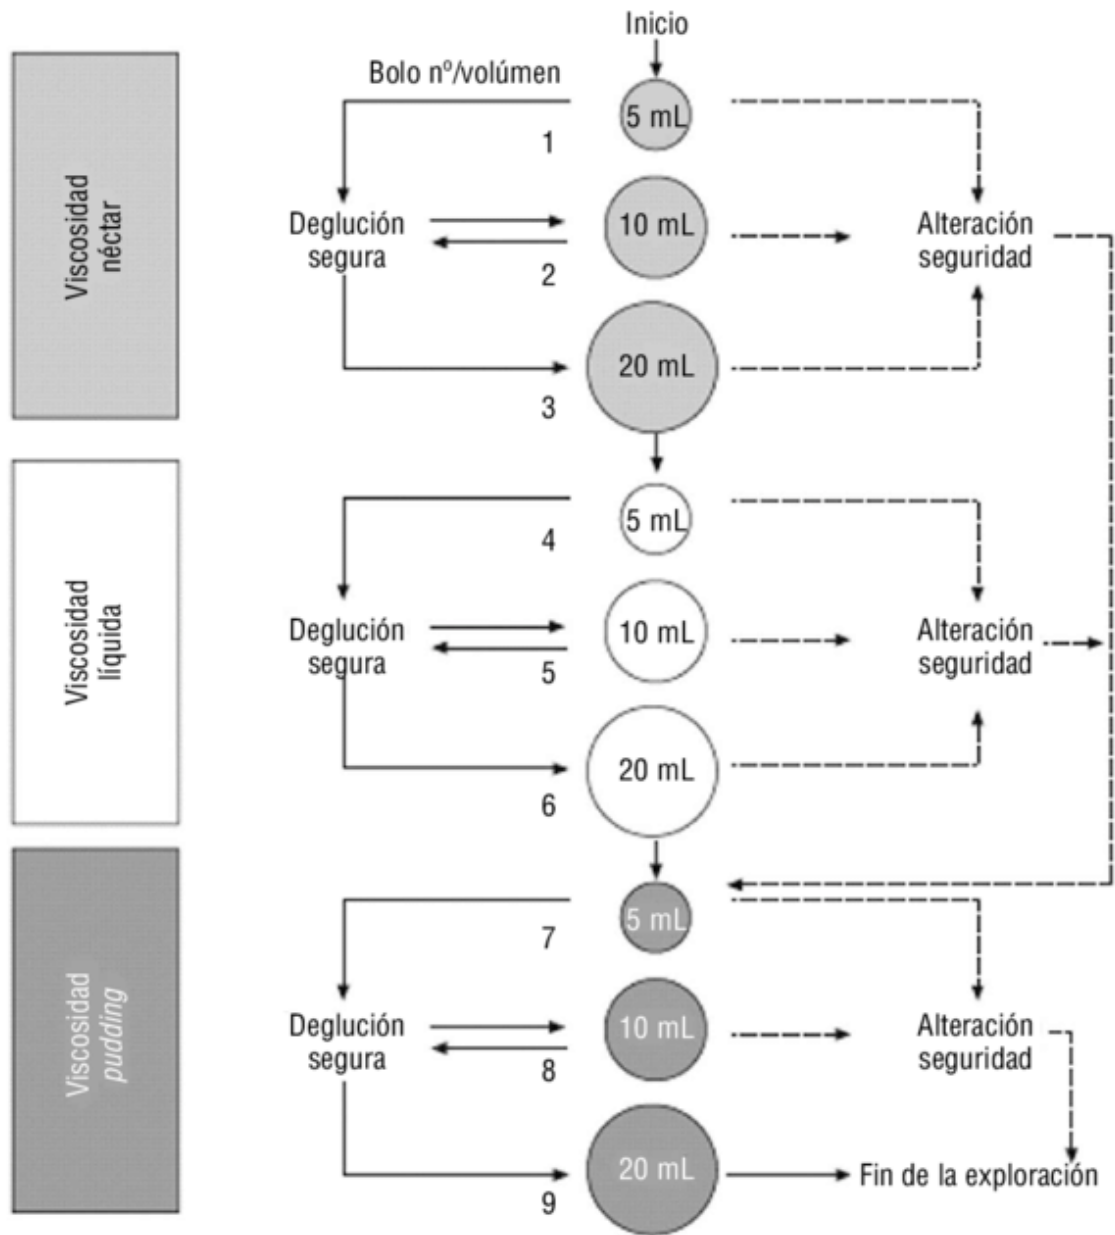 Inicio
Bolo nº/volúmen
5 mL
1
Viscosidad
néctar
Deglución
segura
10 mL
Alteración
seguridad
2
20 mL
3
5 mL
4
Viscosidad
líquida
Deglución
segura
10 mL
Alteración
seguridad
5
20 mL
6
5 mL
7
Viscosidad
pudding
Deglución
segura
10 mL
Alteración
seguridad
8
20 mL
Fin de la exploración
9